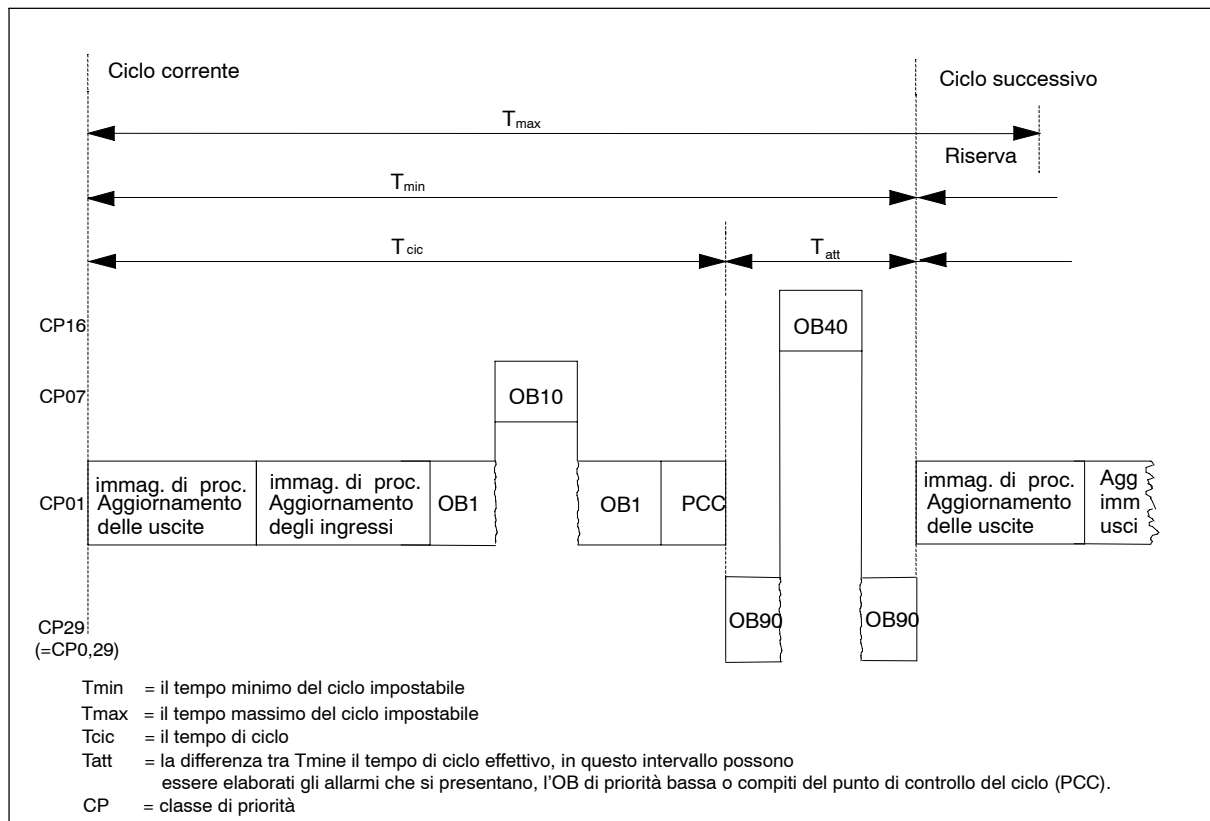 Ciclo corrente
Ciclo successivo
Tmax
Riserva
Tmin
Tcic
Tatt
CP16
OB40
CP07
OB10
CP01
immag. di proc.
Aggiornamento
delle uscite
immag. di proc.
Aggiornamento
degli ingressi
OB1
OB1
PCC
immag. di proc.
Aggiornamento
delle uscite
Agg
imm
usci
CP29
(=CP0,29)
OB90
OB90
Tmin = il tempo minimo del ciclo impostabile
Tmax = il tempo massimo del ciclo impostabile
Tcic = il tempo di ciclo
Tatt = la differenza tra Tmine il tempo di ciclo effettivo, in questo intervallo possono
essere elaborati gli allarmi che si presentano, l'OB di priorità bassa o compiti del punto di controllo del ciclo (PCC).
CP = classe di priorità